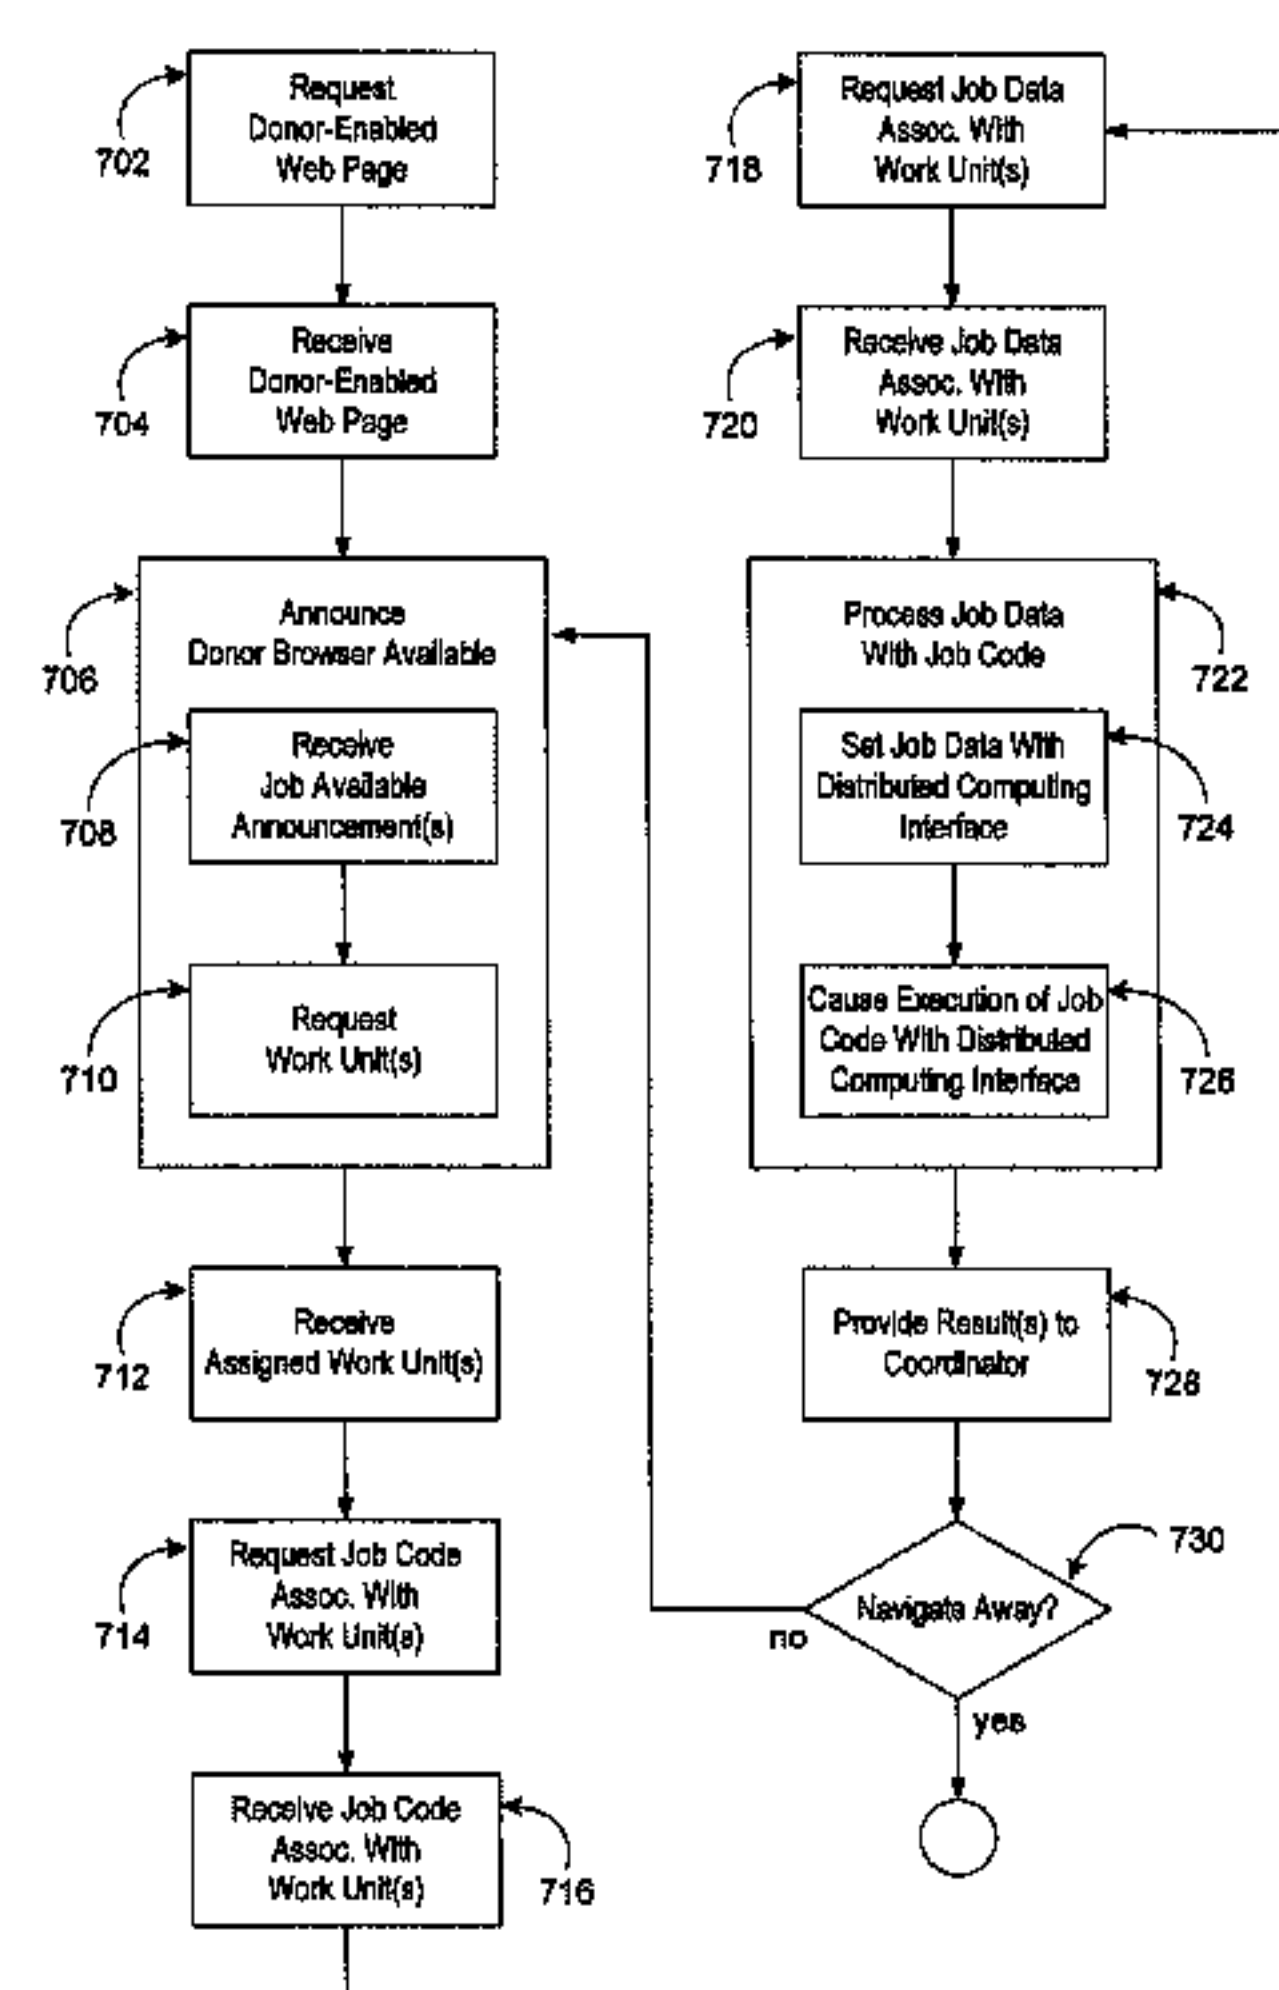 Request
Donor-Enabled
Web Page
702
Receive
Donor-Enabled
Web Page
704
Announce
Donor Browser Available
706
Receive
Job Available
Announcement(s)
708
Request
Work Unit(s)
710
Receive
Assigned Work Unit(s)
712
Request Job Code
Assoc. With
Work Unit(s)
714
Receive Job Code
Assoc. With
Work Unit(s)
716
Request Job Data
Assoc. With
Work Unit(s)
718
Receive Job Data
Assoc. With
Work Unit(s)
720
Process Job Data
With Job Code
722
Set Job Data With
Distributed Computing
Interface
724
Cause Execution of Job
Code With Distributed
Computing Interface
726
Provide Result(s) to
Coordinator
728
Navigate Away?
730
no
yes